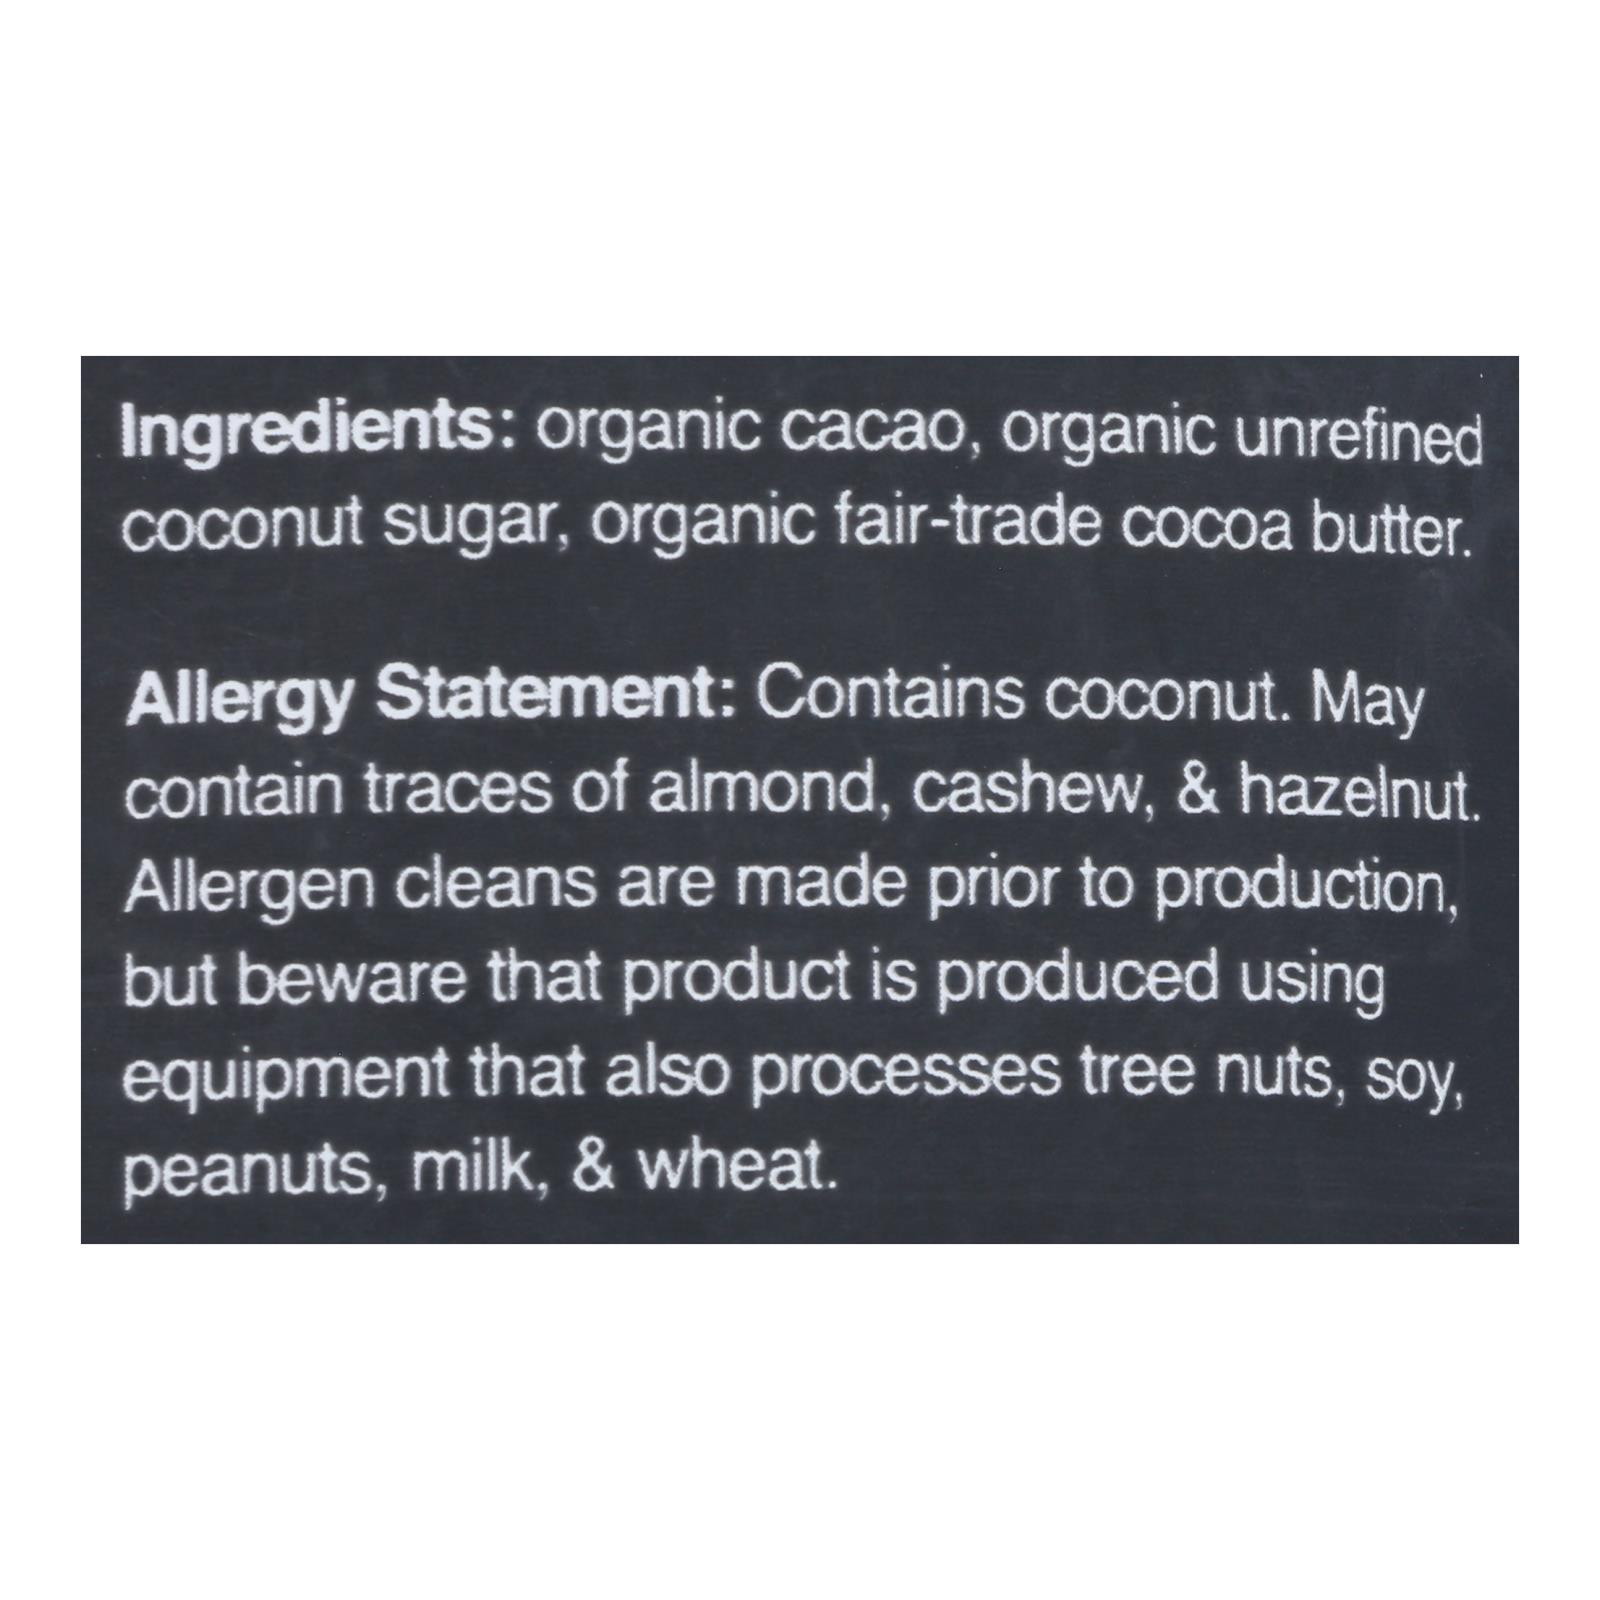 Ingredients: organic cacao, organic unrefined
coconut sugar, organic fair-trade cocoa butter.
Allergy Statement: Contains coconut. May
contain traces of almond, cashew, & hazelnut.
Allergen cleans are made prior to production,
but beware that product is produced using
equipment that also processes tree nuts, soy,
peanuts, milk, & wheat.